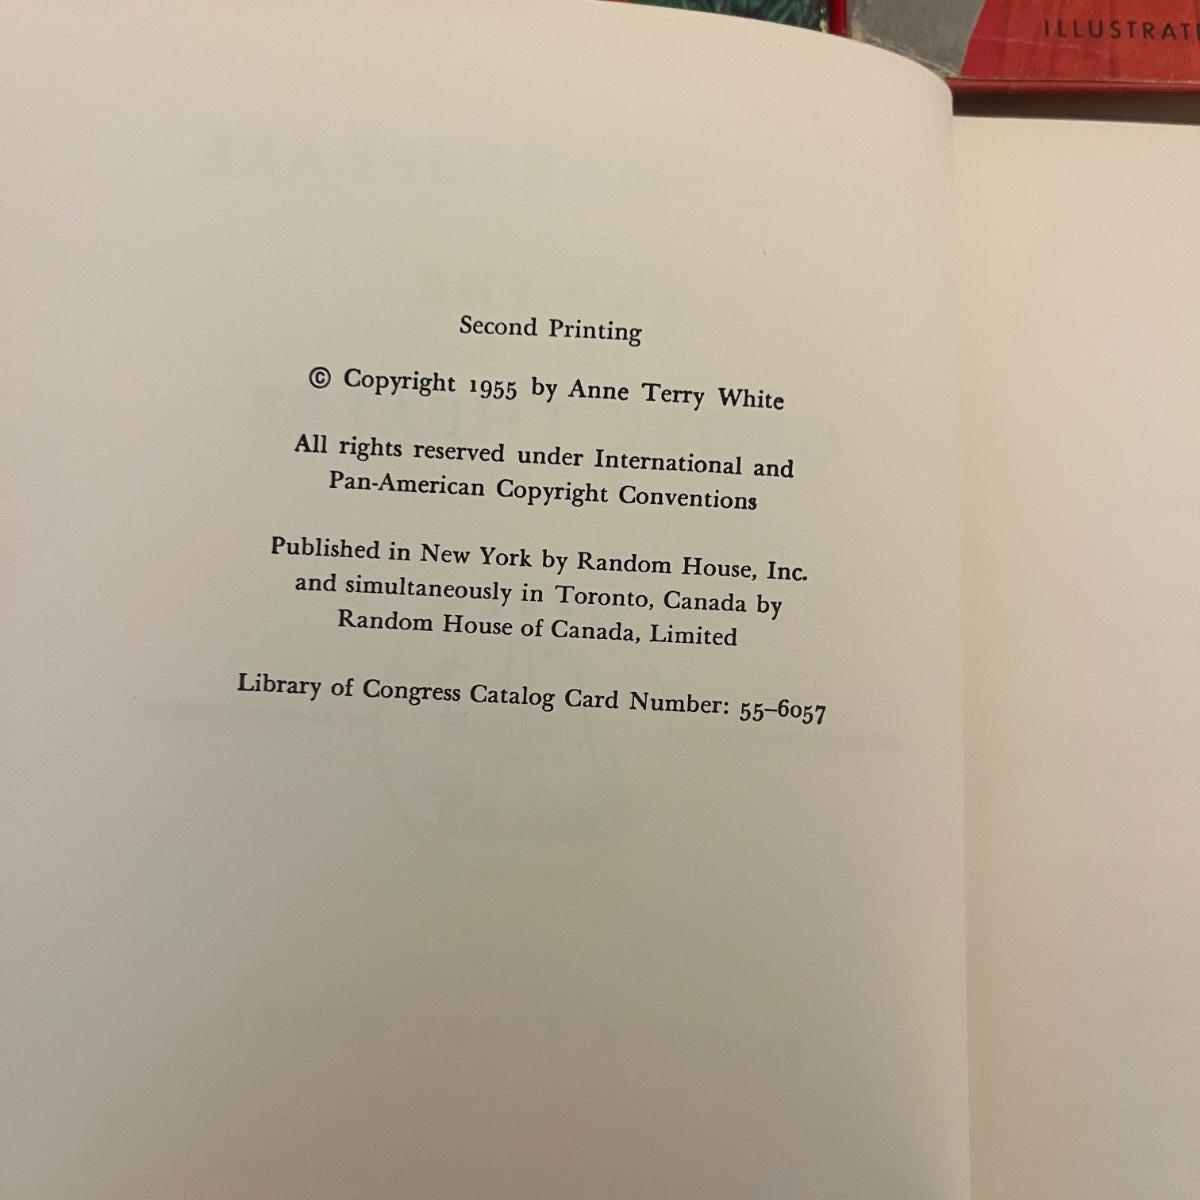 ILLUSTRAT
Second Printing
© Copyright 1955 by Anne Terry White
All rights reserved under International and
Pan-American Copyright Conventions
Published in New York by Random House, Inc.
and simultaneously in Toronto, Canada by
Random House of Canada, Limited
Library of Congress Catalog Card Number: 55–6057